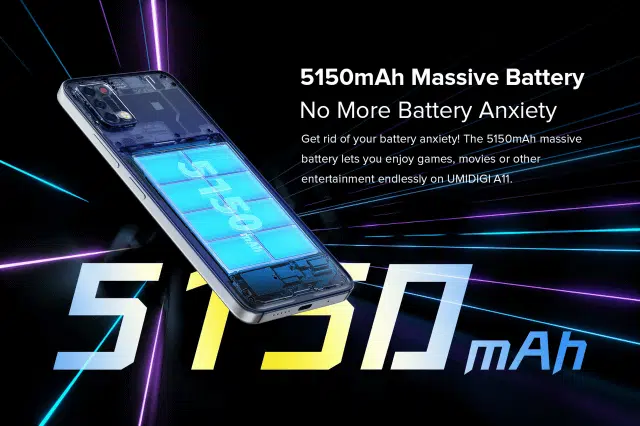 5150mAh Massive Battery
No More Battery Anxiety
Get rid of your battery anxiety! The 5150mAh massive
battery lets you enjoy games, movies or other
entertainment endlessly on UMIDIGI A11.
5150mAh
5150 mAh